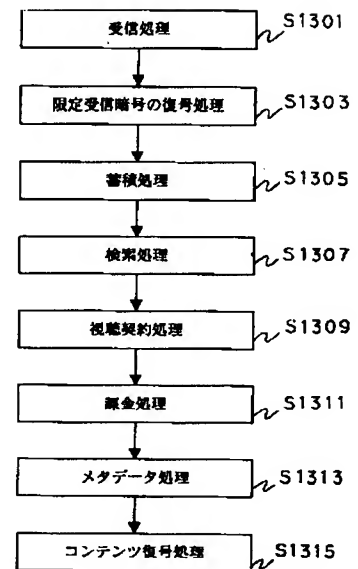 受信処理 S1301
限定受信暗号の復号処理 S1303
蓄積処理 S1305
検索処理 S1307
視聴契約処理 S1309
課金処理 S1311
メタデータ処理 S1313
コンテンツ復号処理 S1315